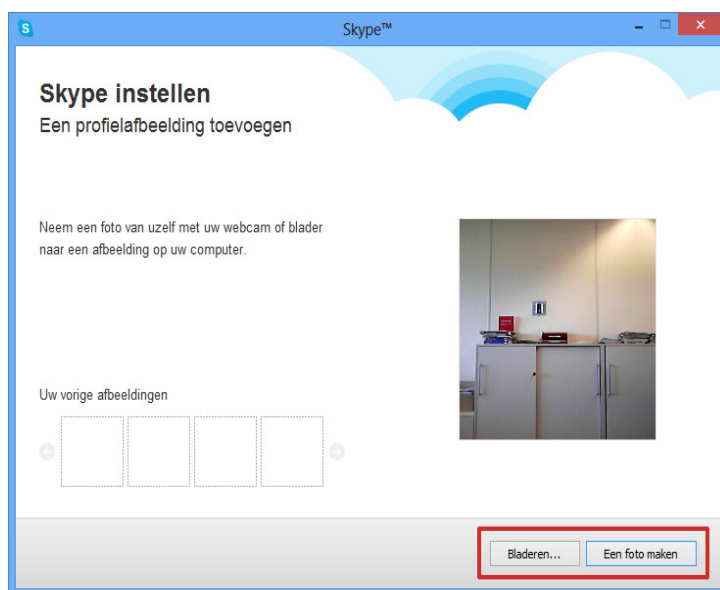 Skype™
Skype instellen
Een profielafbeelding toevoegen
Neem een foto van uzelf met uw webcam of blader
naar een afbeelding op uw computer.
Uw vorige afbeeldingen
Bladeren...
Een foto maken